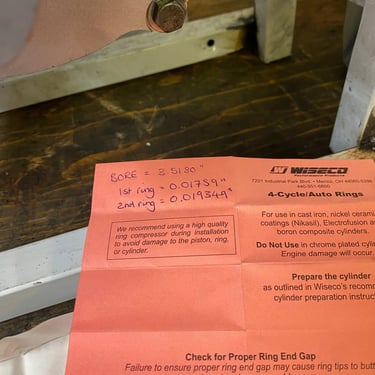 BORE = 3.5130"
1st ring = 0.01759"
2nd ring = 0.019349"
We recommend using a high quality
ring compressor during installation
to avoid damage to the piston, ring,
or cylinder.
WISECO
Performance Products
7201 Industrial Park Blvd. • Mentor, OH 44060-5396
440-951-6600
4-Cycle/Auto Rings
For use in cast iron, nickel ceramic
coatings (Nikasil), Electrofusion and
boron composite cylinders.
Do Not Use in chrome plated cylin
Engine damage will occur.
Prepare the cylinder
as outlined in Wiseco's recomm
cylinder preparation instruct
Check for Proper Ring End Gap
Failure to ensure proper ring end gap may cause ring tips to butt